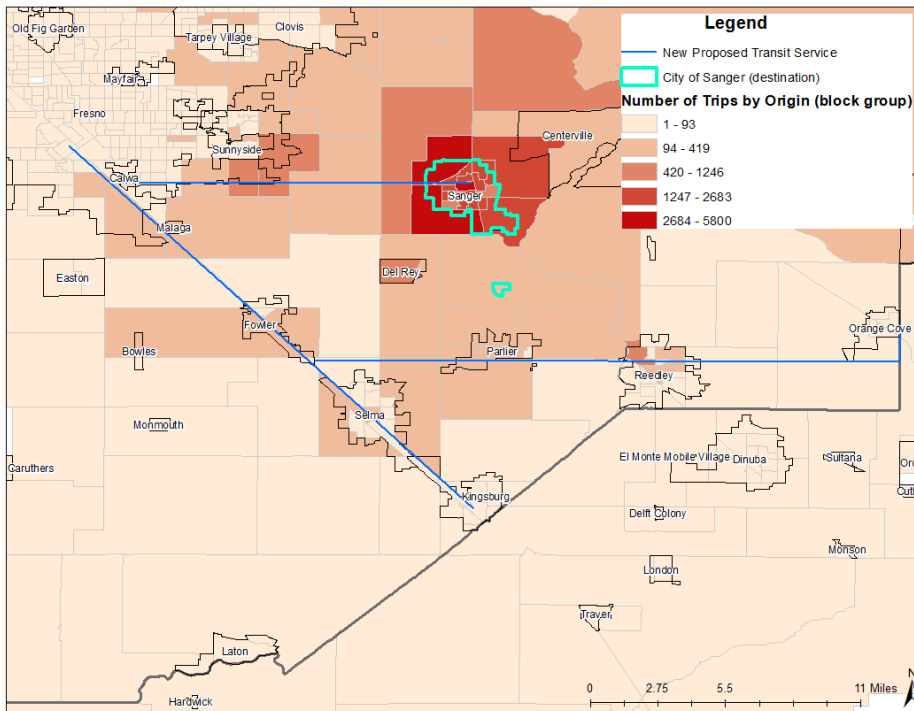 Legend
New Proposed Transit Service
City of Sanger (destination)
Number of Trips by Origin (block group)
1 - 93
94 - 419
420 - 1246
1247 - 2683
2684 - 5800
Old Fig Garden
Clovis
Tarpey Village
Mayfair
Fresno
Centerville
Sunnyside
Calwa
Sanger
Malaga
Easton
Del Rey
Fowler
Orange Cove
Bowles
Parlier
Reedley
Selma
Monmouth
Caruthers
El Monte Mobile Village
Dinuba
Sultana
Kingsburg
Delft Colony
Monson
London
Traver
Laton
Hardwick
0 2.75 5.5 11 Miles
N